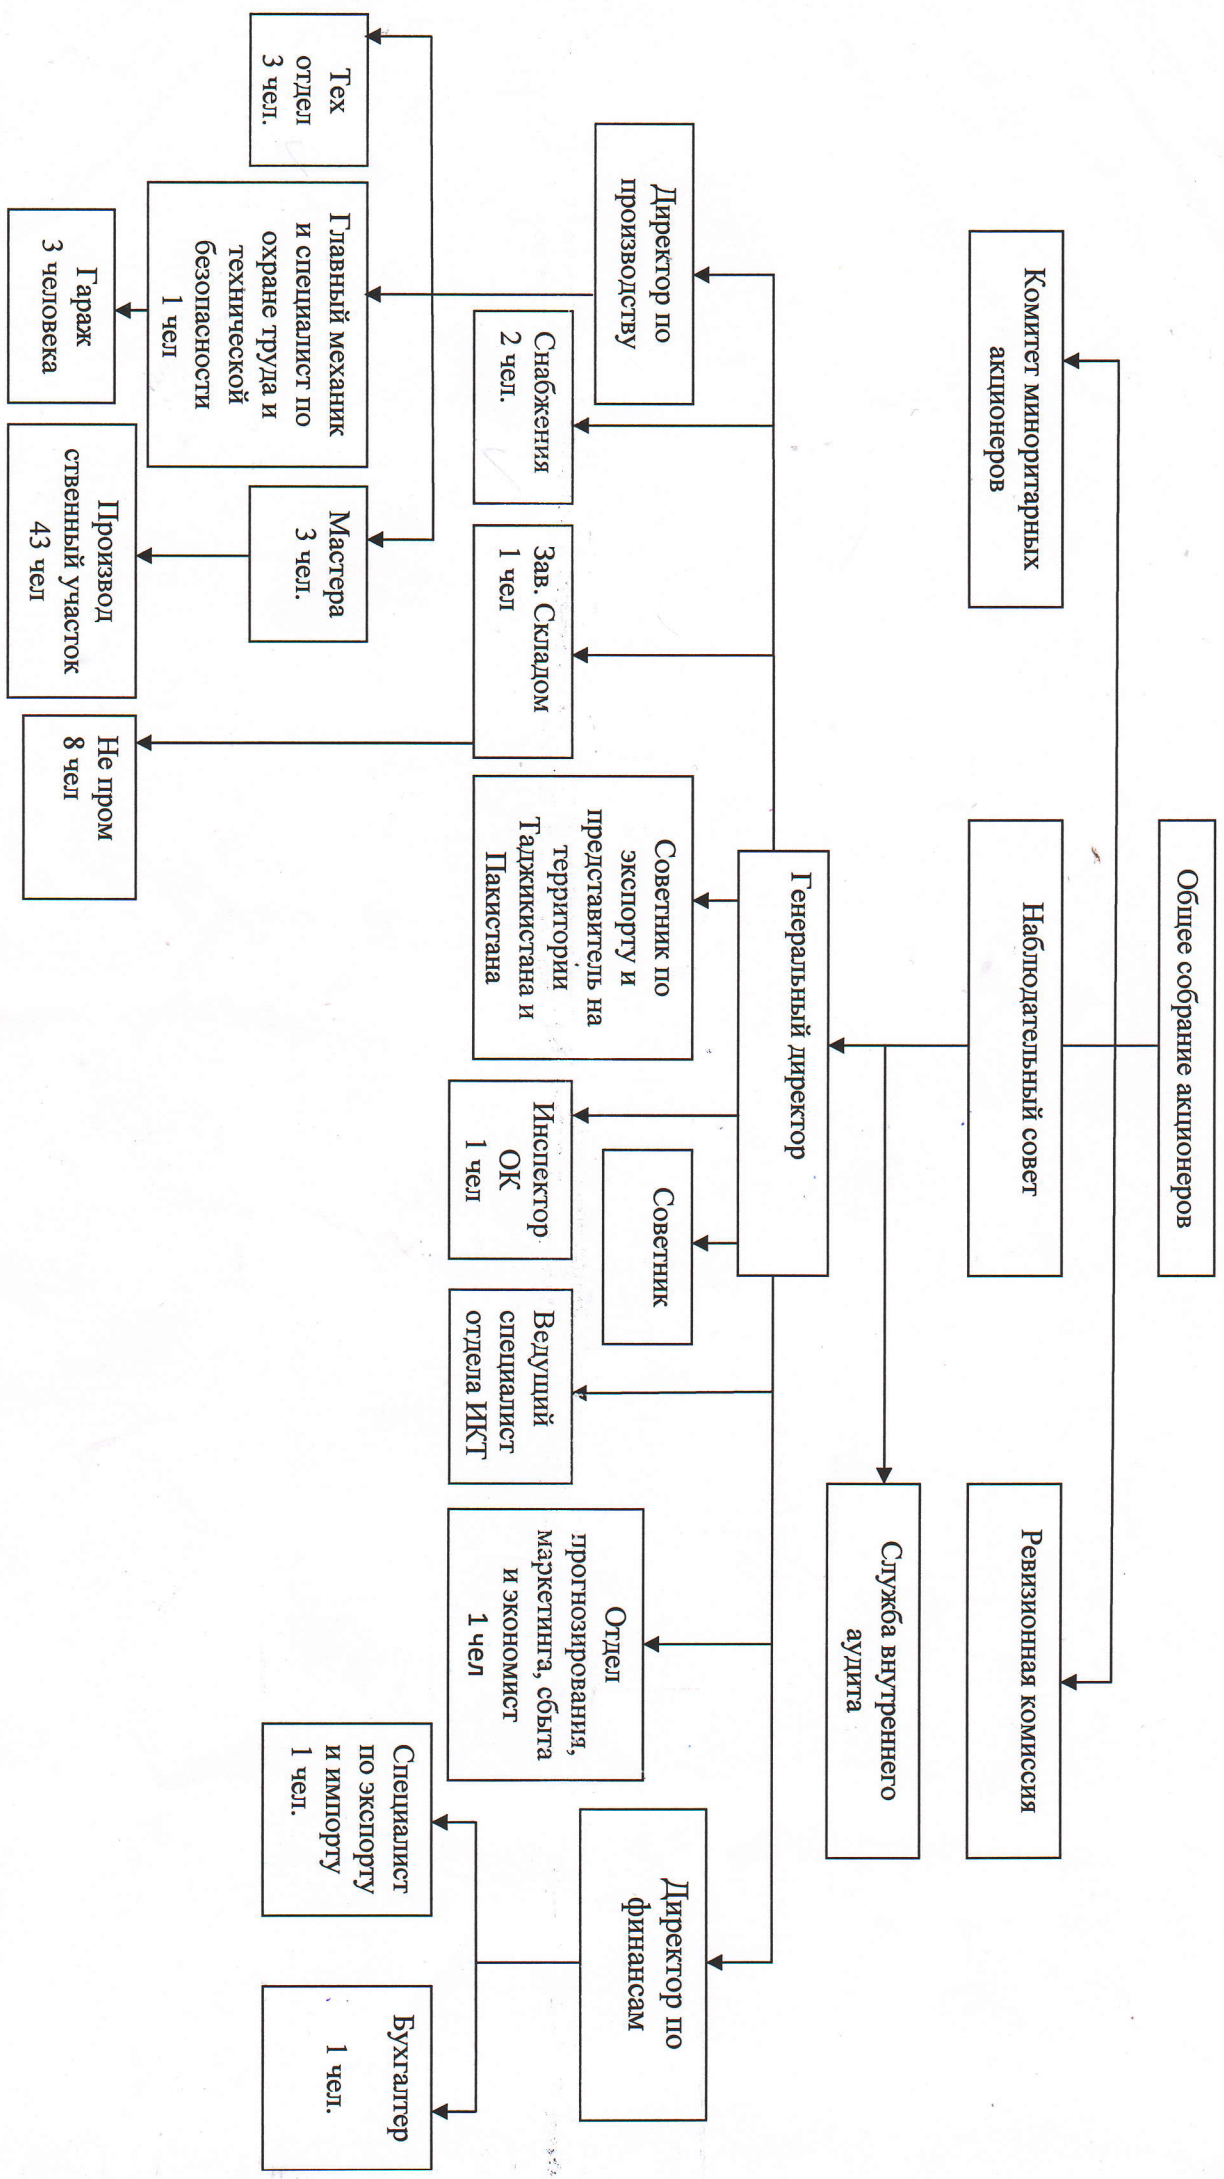 Общее собрание акционеров
Комитет миноритарных
акционеров
Наблюдательный совет
Ревизионная комиссия
Служба внутреннего
аудита
Генеральный директор
Директор по
производству
Снабжения
2 чел.
Зав. Складом
1 чел
Советник по
экспорту и
представитель на
территории
Таджикистана и
Пакистана
Инспектор
ОК
1 чел
Советник
Ведущий
специалист
отдела ИКТ
Отдел
прогнозирования,
маркетинга, сбыта
и экономист
1 чел
Директор по
финансам
Тех
отдел
3 чел.
Главный механик
и специалист по
охране труда и
технической
безопасности
1 чел
Мастера
3 чел.
Специалист
по экспорту
и импорту
1 чел.
Бухгалтер
1 чел.
Гараж
3 человека
Производ
ственный участок
43 чел
Не пром
8 чел